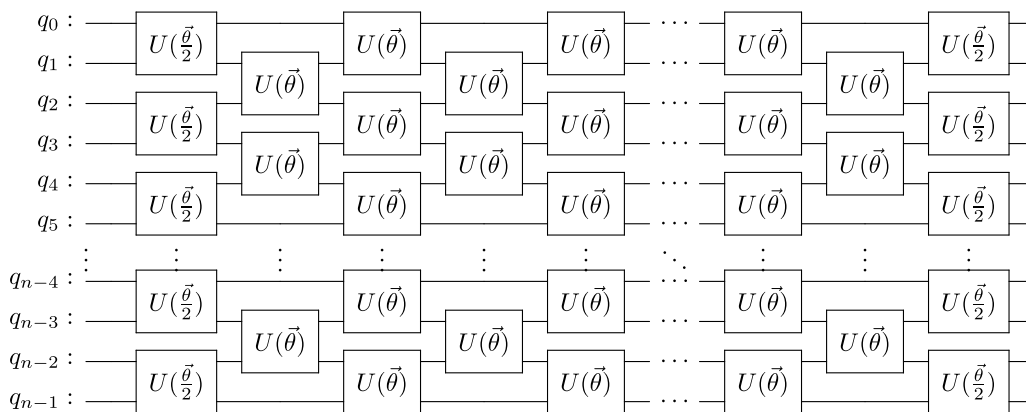 q₀ : ⋯
U(θ⃗/2) U(θ⃗) U(θ⃗) U(θ⃗) U(θ⃗/2)
q₁ : ⋯
U(θ⃗) U(θ⃗) U(θ⃗)
q₂ : ⋯
U(θ⃗/2) U(θ⃗) U(θ⃗) U(θ⃗) U(θ⃗/2)
q₃ : ⋯
U(θ⃗) U(θ⃗) U(θ⃗)
q₄ : ⋯
U(θ⃗/2) U(θ⃗) U(θ⃗) U(θ⃗) U(θ⃗/2)
q₅ : ⋯
⋮ ⋮ ⋮ ⋮ ⋮ ⋮ ⋱ ⋮ ⋮ ⋮
qₙ₋₄ : ⋯
U(θ⃗/2) U(θ⃗) U(θ⃗) U(θ⃗) U(θ⃗/2)
qₙ₋₃ : ⋯
U(θ⃗) U(θ⃗) U(θ⃗)
qₙ₋₂ : ⋯
U(θ⃗/2) U(θ⃗) U(θ⃗) U(θ⃗) U(θ⃗/2)
qₙ₋₁ : ⋯